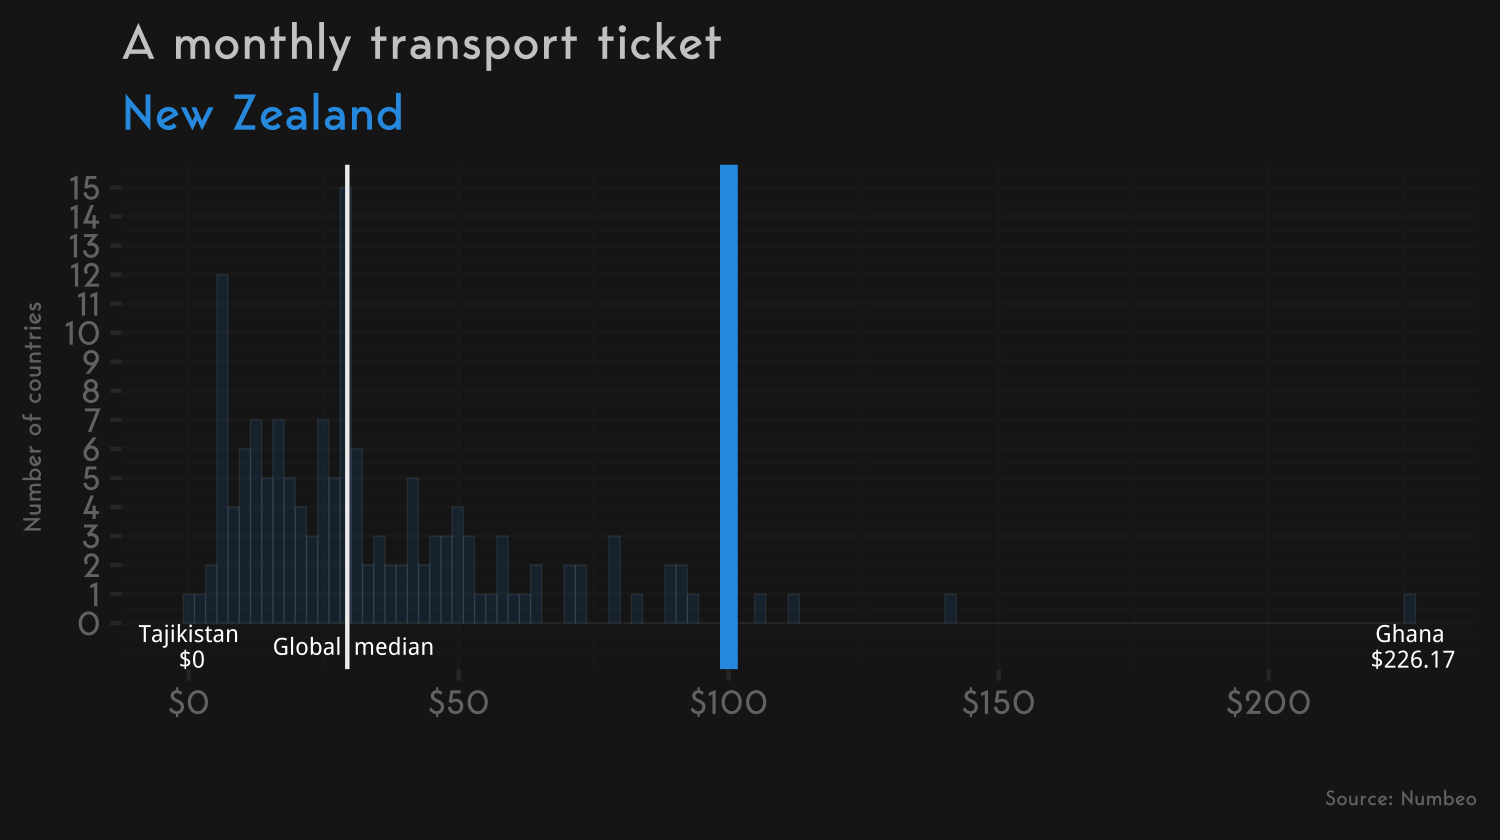 A monthly transport ticket
New Zealand
Number of countries
15
14
13
12
11
10
9
8
7
6
5
4
3
2
1
0
Tajikistan
$0
Global median
Ghana
$226.17
$0 $50 $100 $150 $200
Source: Numbeo